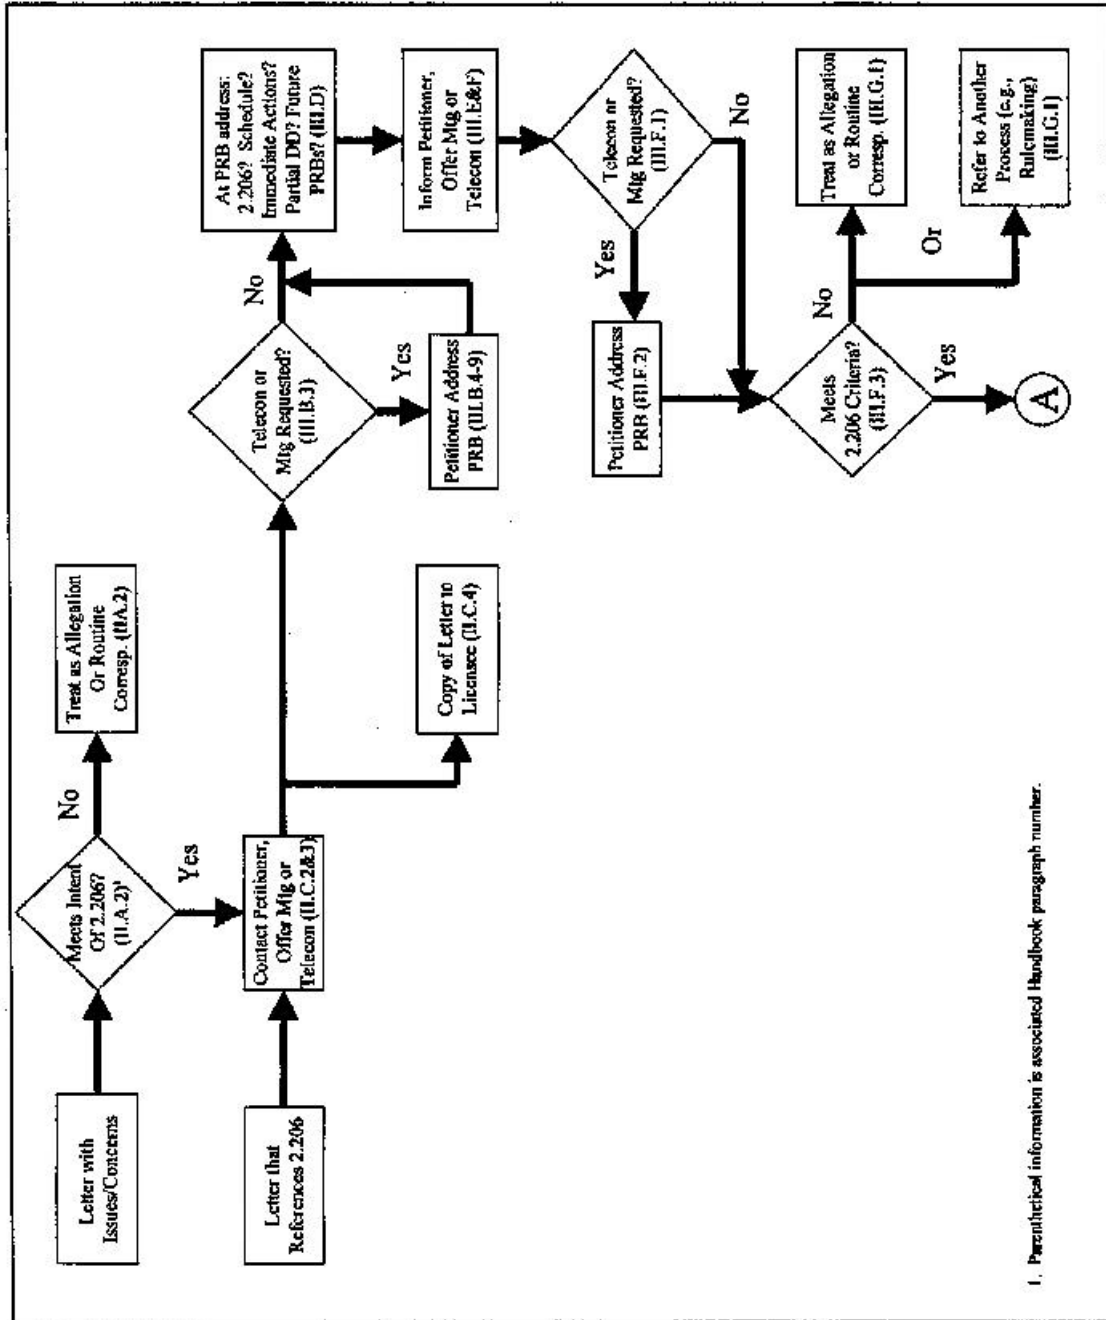 Letter with
Issues/Concerns
Meets Intent
Of 2.206?
(II.A.2)¹
No
Treat as Allegation
Or Routine
Corresp. (IIA.2)
Yes
Letter that
References 2.206
Contact Petitioner,
Offer Mtg or
Telecon (II.C.2&3)
Copy of Letter to
Licensee (II.C.4)
Telecon or
Mtg Requested?
(III.B.3)
No
Yes
Petitioner Address
PRB (III.B.4-9)
At PRB address:
2.206? Schedule?
Immediate Actions?
Partial DD? Future
PRBs? (III.D)
Inform Petitioner,
Offer Mtg or
Telecon (III.E&F)
Telecon or
Mtg Requested?
(III.F.1)
No
Yes
Petitioner Address
PRB (III.F.2)
Meets
2.206 Criteria?
(III.F.3)
No
Treat as Allegation
or Routine
Corresp. (III.G.1)
Or
Refer to Another
Process (e.g.,
Rulemaking)
(III.G.1)
Yes
A
1. Parenthetical information is associated Handbook paragraph number.